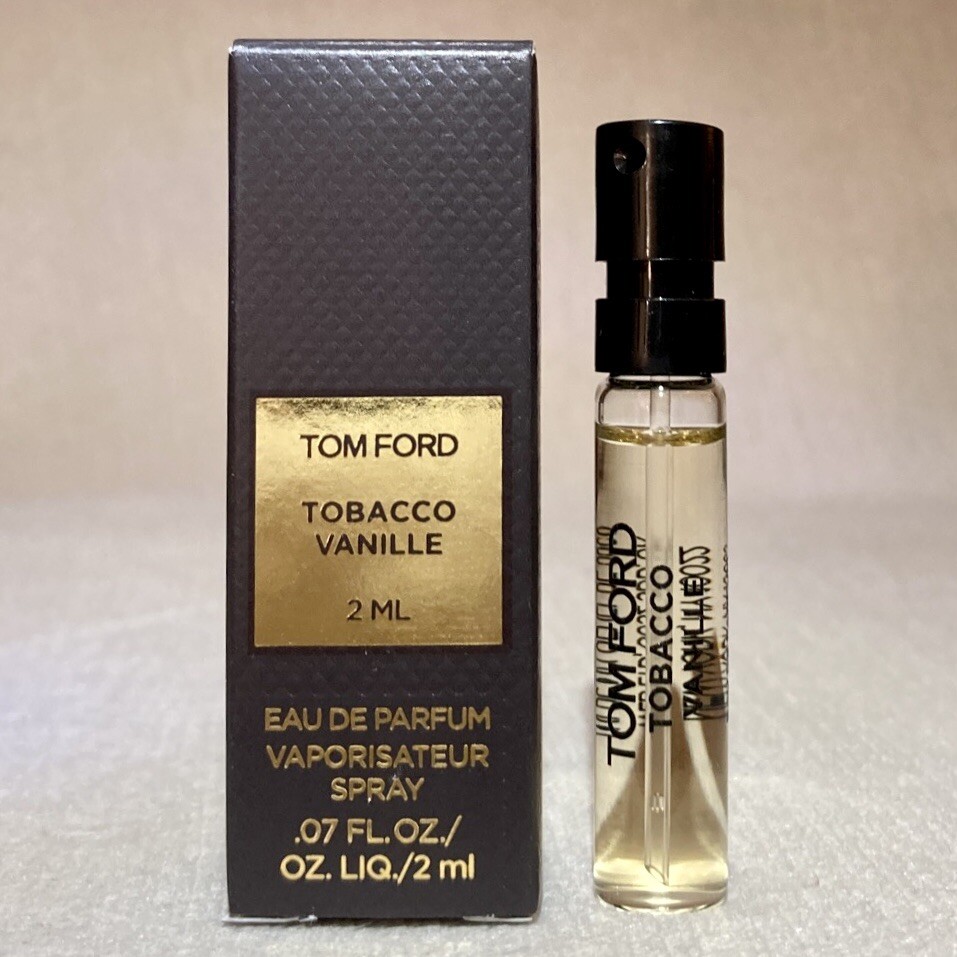 TOM FORD
TOBACCO
VANILLE
2 ML
EAU DE PARFUM
VAPORISATEUR
SPRAY
.07 FL. OZ./
OZ. LIQ./2 ml
TOM FORD
TOBACCO
VANILLE